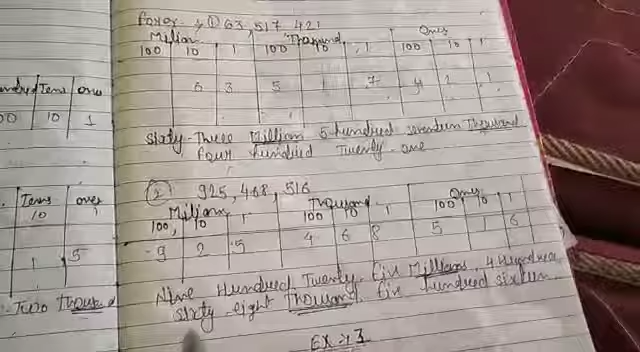 ① 63,517,421
Million Thousand Ones
100 10 1 100 10 1 100 10 1
6 3 5 1 7 4 2 1
Sixty-Three Million 5 hundred seventeen Thousand
four hundred Twenty-one
② 925,468,516
Million Thousand Ones
100, 10 1 100 10 1 100 10 1
9 2 5 4 6 8 5 1 6
Nine Hundred Twenty five Millions 4 Hundred
sixty-eight Thousand five hundred sixteen
Tens ones
00 10 1
Tens ones
10 1
1 5
Two Thousand